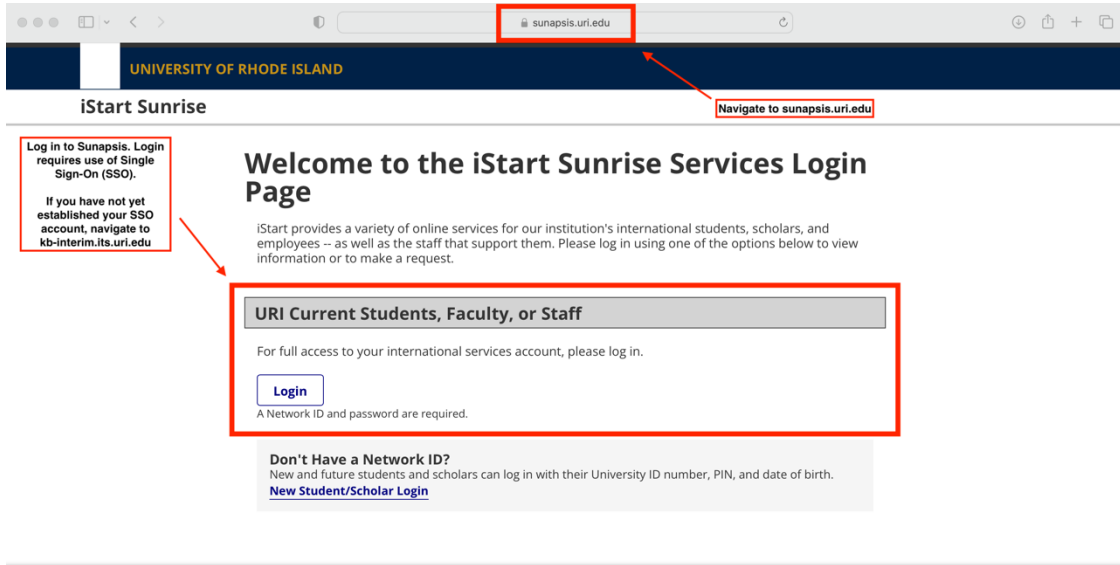 sunapsis.uri.edu
UNIVERSITY OF RHODE ISLAND
iStart Sunrise
Navigate to sunapsis.uri.edu
Log in to Sunapsis. Login
requires use of Single
Sign-On (SSO).
If you have not yet
established your SSO
account, navigate to
kb-interim.its.uri.edu
Welcome to the iStart Sunrise Services Login
Page
iStart provides a variety of online services for our institution's international students, scholars, and
employees -- as well as the staff that support them. Please log in using one of the options below to view
information or to make a request.
URI Current Students, Faculty, or Staff
For full access to your international services account, please log in.
Login
A Network ID and password are required.
Don't Have a Network ID?
New and future students and scholars can log in with their University ID number, PIN, and date of birth.
New Student/Scholar Login